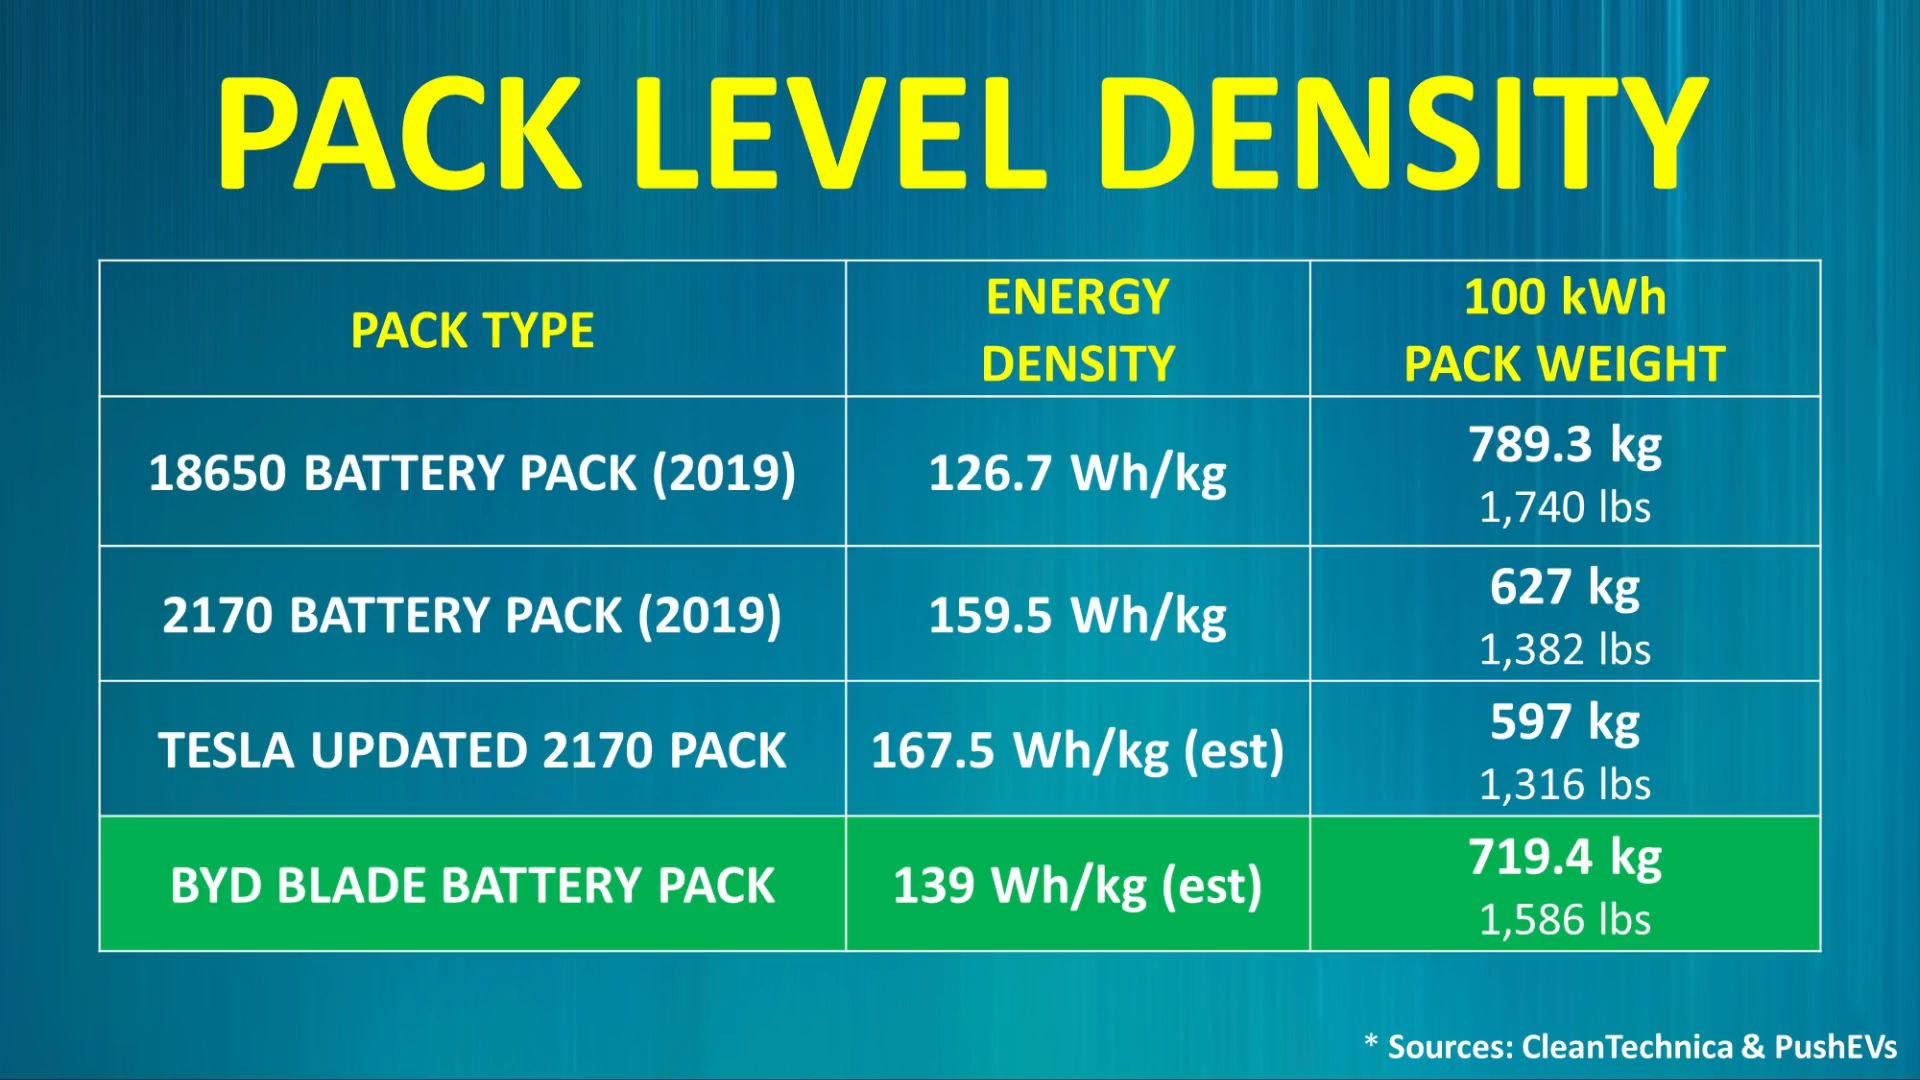 PACK LEVEL DENSITY
PACK TYPE
ENERGY
DENSITY
100 kWh
PACK WEIGHT
18650 BATTERY PACK (2019)
126.7 Wh/kg
789.3 kg
1,740 lbs
2170 BATTERY PACK (2019)
159.5 Wh/kg
627 kg
1,382 lbs
TESLA UPDATED 2170 PACK
167.5 Wh/kg (est)
597 kg
1,316 lbs
BYD BLADE BATTERY PACK
139 Wh/kg (est)
719.4 kg
1,586 lbs
* Sources: CleanTechnica & PushEVs